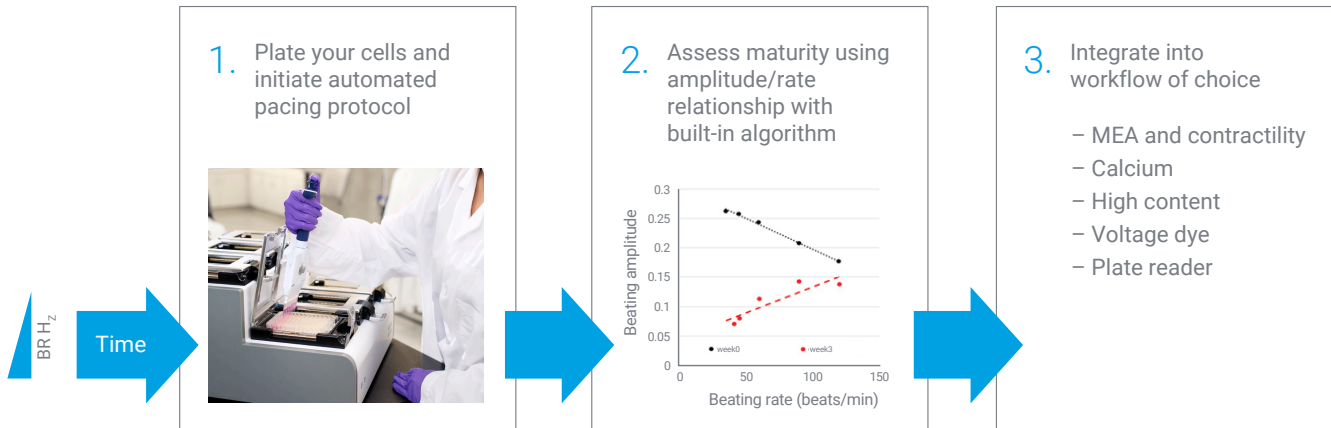 BR HZ
Time
1. Plate your cells and
initiate automated
pacing protocol
2. Assess maturity using
amplitude/rate
relationship with
built-in algorithm
Beating amplitude
0.3
0.25
0.2
0.15
0.1
0.05
0
week0
week3
0
50
100
150
Beating rate (beats/min)
3. Integrate into
workflow of choice
– MEA and contractility
– Calcium
– High content
– Voltage dye
– Plate reader